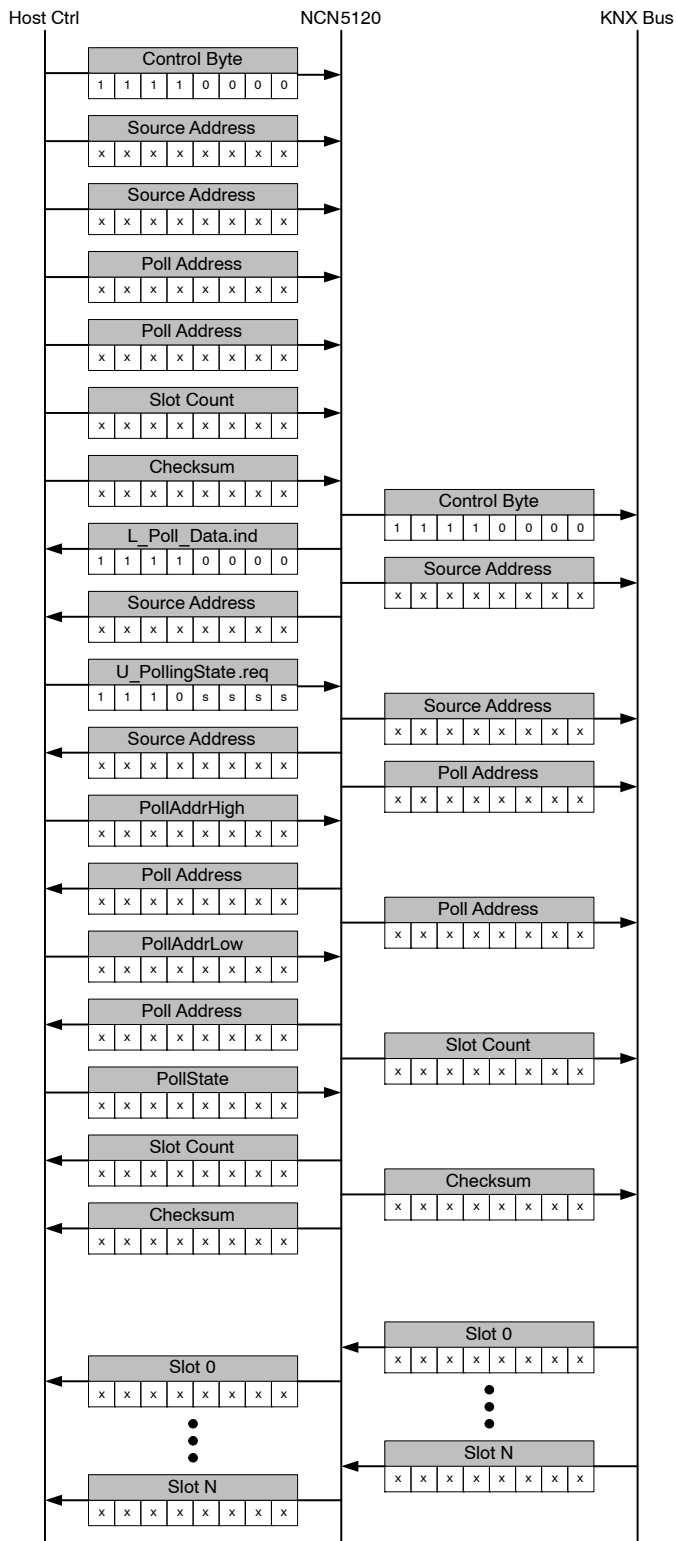 Host Ctrl NCN5120 KNX Bus
Control Byte
1 1 1 1 0 0 0 0
Source Address
x x x x x x x x
Source Address
x x x x x x x x
Poll Address
x x x x x x x x
Poll Address
x x x x x x x x
Slot Count
x x x x x x x x
Checksum
x x x x x x x x
Control Byte
1 1 1 1 0 0 0 0
L_Poll_Data.ind
1 1 1 1 0 0 0 0
Source Address
x x x x x x x x
Source Address
x x x x x x x x
U_PollingState.req
1 1 1 0 s s s s
Source Address
x x x x x x x x
Source Address
x x x x x x x x
Poll Address
x x x x x x x x
PollAddrHigh
x x x x x x x x
Poll Address
x x x x x x x x
Poll Address
x x x x x x x x
PollAddrLow
x x x x x x x x
Poll Address
x x x x x x x x
Slot Count
x x x x x x x x
PollState
x x x x x x x x
Slot Count
x x x x x x x x
Checksum
x x x x x x x x
Checksum
x x x x x x x x
Slot 0
x x x x x x x x
Slot 0
x x x x x x x x
Slot N
x x x x x x x x
Slot N
x x x x x x x x